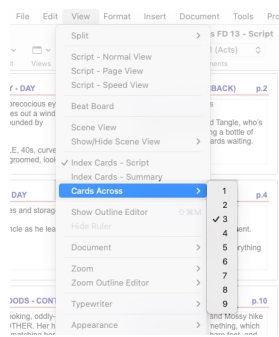 File Edit View Format Insert Document Tools Pro
s FD 13 - Script
Split
(Acts)
Views
ents
Script - Normal View
Script - Page View
Script - Speed View
Y - DAY
BACK) p.2
precocious ey
es out a wind
d Tangie, who's
ounded by
Beat Board
ng a bottle of
ards waiting.
Scene View
Show/Hide Scene View
LE, 40s, curve
groomed, look
✓ Index Cards - Script
Index Cards - Summary
Cards Across
DAY
p.4
1
2
✓ 3
4
5
6
7
8
9
es and storag
Show Outline Editor ⇧⌘M
Hide Ruler
ncle as he lea
ent.
Document
rything
Zoom
Zoom Outline Editor
OODS - CONT
p.10
Typewriter
ooking, oddly-
and Mossy hike
OTHER. Her h
mething, which
Appearance